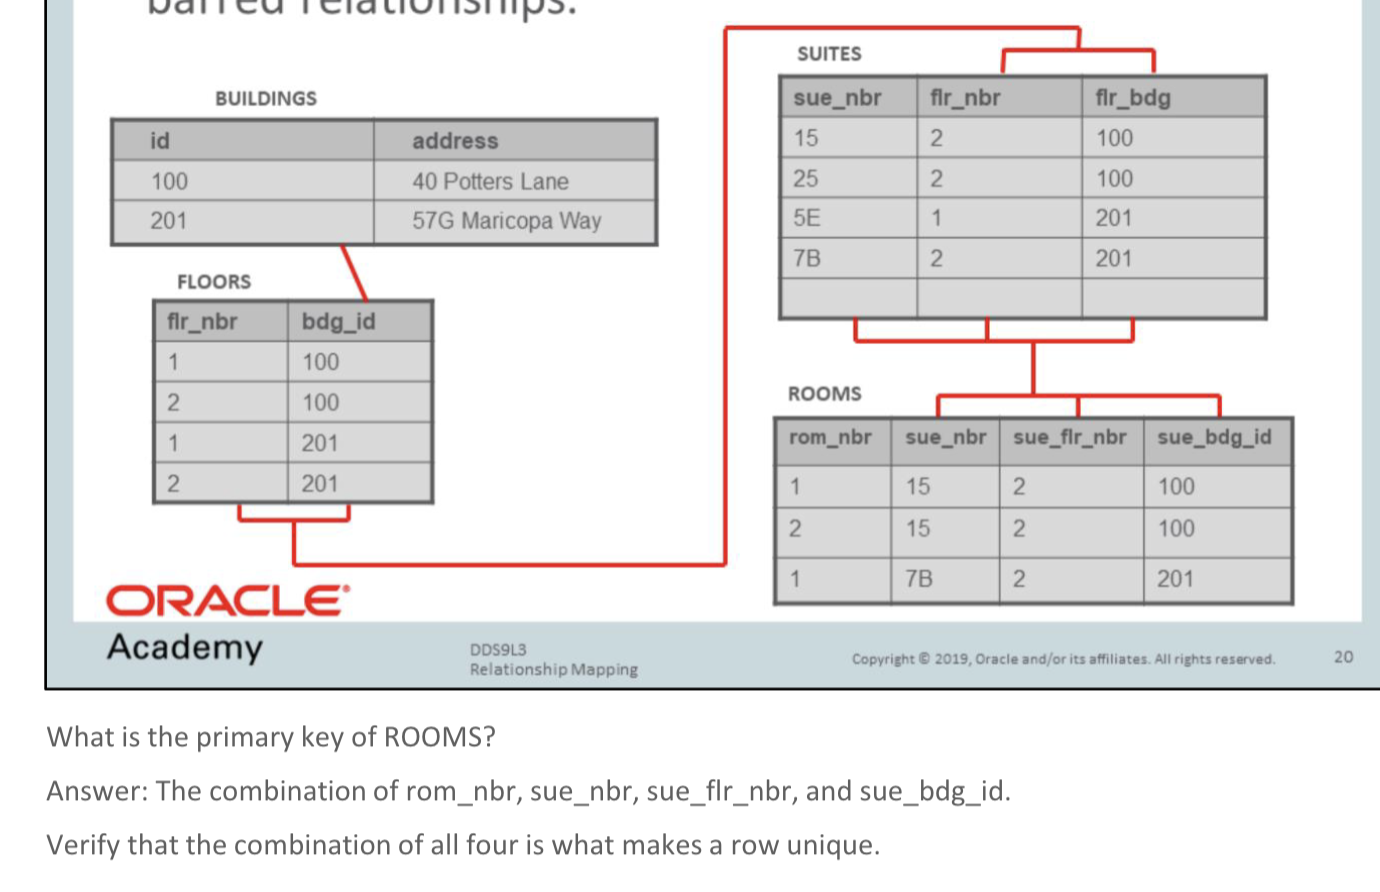 barred relationships.
BUILDINGS
id address
100 40 Potters Lane
201 57G Maricopa Way
FLOORS
flr_nbr bdg_id
1 100
2 100
1 201
2 201
SUITES
sue_nbr flr_nbr flr_bdg
15 2 100
25 2 100
5E 1 201
7B 2 201
ROOMS
rom_nbr sue_nbr sue_flr_nbr sue_bdg_id
1 15 2 100
2 15 2 100
1 7B 2 201
ORACLE®
Academy
DDS9L3
Relationship Mapping
Copyright © 2019, Oracle and/or its affiliates. All rights reserved.
20
What is the primary key of ROOMS?
Answer: The combination of rom_nbr, sue_nbr, sue_flr_nbr, and sue_bdg_id.
Verify that the combination of all four is what makes a row unique.